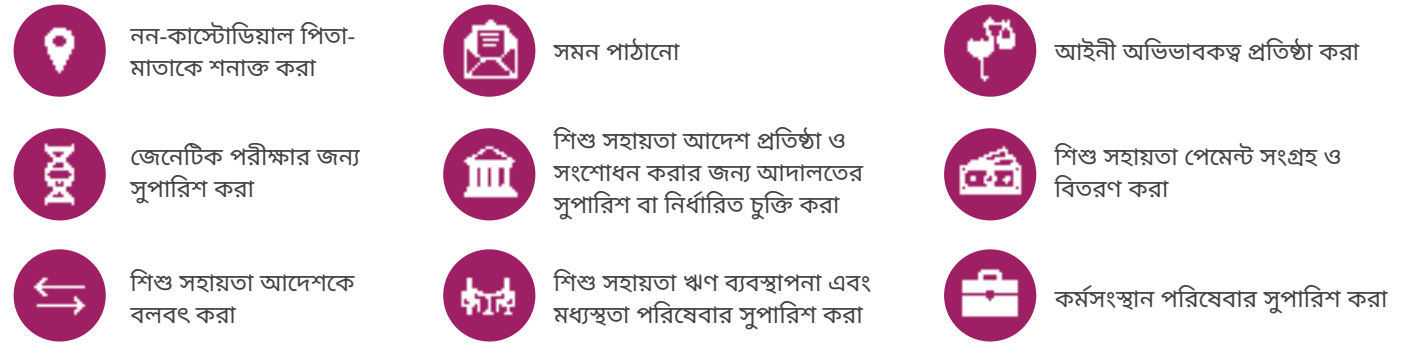 নন-কাস্টোডিয়াল পিতা-
মাতাকে শনাক্ত করা
সমন পাঠানো
আইনী অভিভাবকত্ব প্রতিষ্ঠা করা
জেনেটিক পরীক্ষার জন্য
সুপারিশ করা
শিশু সহায়তা আদেশ প্রতিষ্ঠা ও
সংশোধন করার জন্য আদালতের
সুপারিশ বা নির্ধারিত চুক্তি করা
শিশু সহায়তা পেমেন্ট সংগ্রহ ও
বিতরণ করা
শিশু সহায়তা আদেশকে
বলবৎ করা
শিশু সহায়তা ঋণ ব্যবস্থাপনা এবং
মধ্যস্থতা পরিষেবার সুপারিশ করা
কর্মসংস্থান পরিষেবার সুপারিশ করা